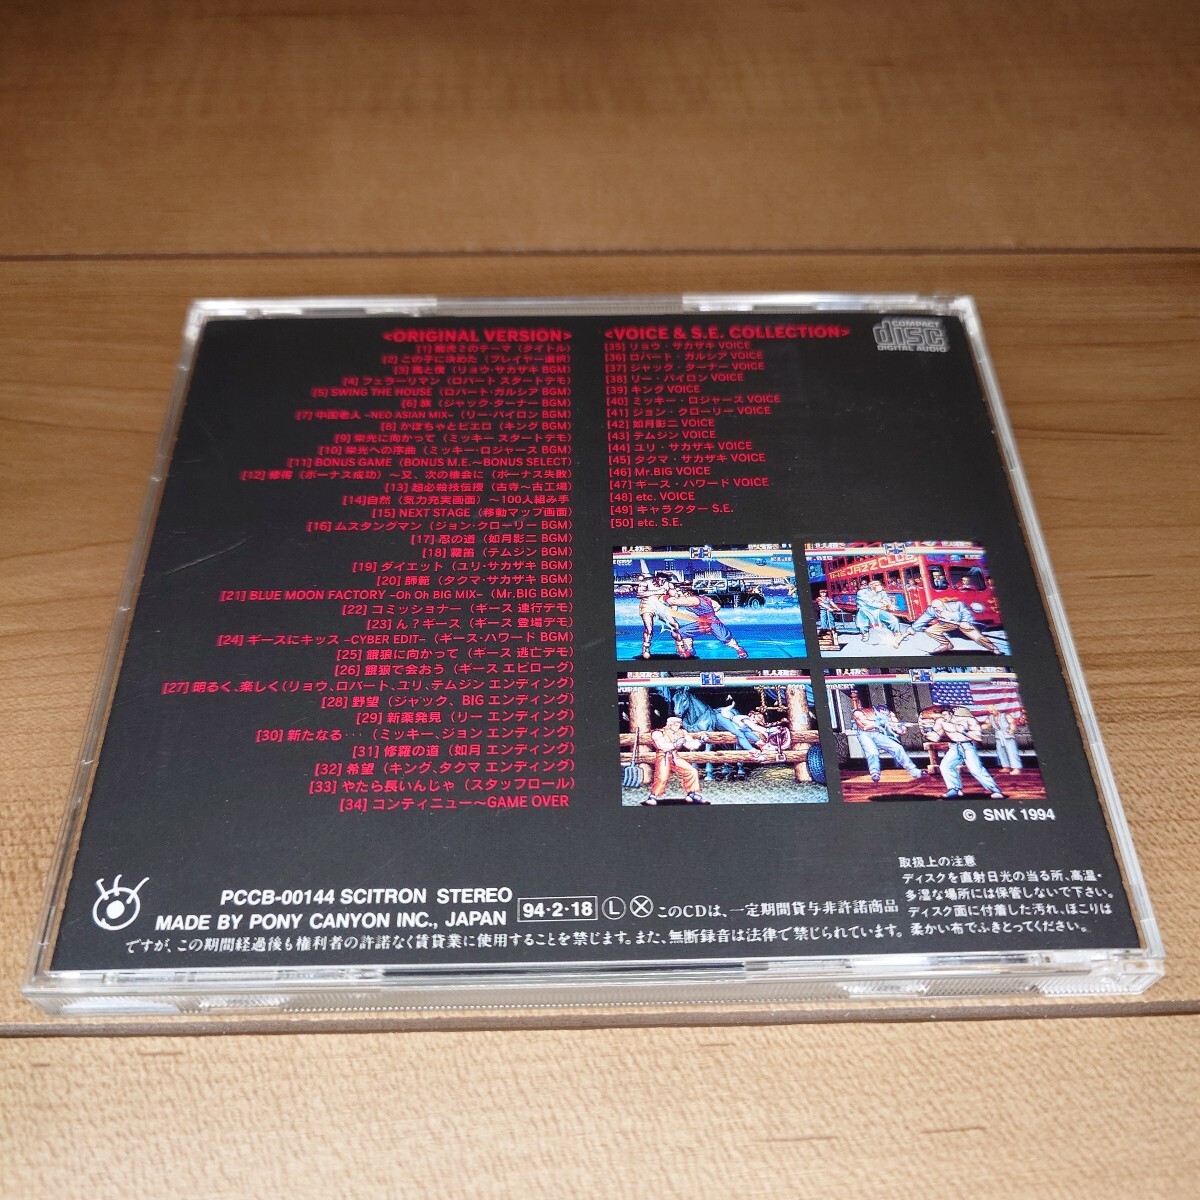 <ORIGINAL VERSION>
[1] 龍虎2のテーマ (タイトル)
[2] この子に決めた (プレイヤー選択)
[3] 風と僕 (リョウ・サカザキ BGM)
[4] フェラーリマン (ロバート スタートデモ)
[5] SWING THE HOUSE (ロバート・ガルシア BGM)
[6] 旅 (ジャック・ターナー BGM)
[7] 中国老人 –NEO ASIAN MIX– (リー・パイロン BGM)
[8] かぼちゃとピエロ (キング BGM)
[9] 栄光に向かって (ミッキー スタートデモ)
[10] 栄光への序曲 (ミッキー・ロジャース BGM)
[11] BONUS GAME (BONUS M.E.〜BONUS SELECT)
[12] 修得 (ボーナス成功) 〜又、次の機会に (ボーナス失敗)
[13] 超必殺技伝授 (古寺〜古工場)
[14] 自然 (気力充実画面) 〜100人組み手
[15] NEXT STAGE (移動マップ画面)
[16] ムスタングマン (ジョン・クローリー BGM)
[17] 忍の道 (如月影二 BGM)
[18] 霧笛 (テムジン BGM)
[19] ダイエット (ユリ・サカザキ BGM)
[20] 師範 (タクマ・サカザキ BGM)
[21] BLUE MOON FACTORY –Oh Oh BIG MIX– (Mr.BIG BGM)
[22] コミッショナー (ギース 連行デモ)
[23] ん?ギース (ギース 登場デモ)
[24] ギースにキッス –CYBER EDIT– (ギース・ハワード BGM)
[25] 餓狼に向かって (ギース 逃亡デモ)
[26] 餓狼で会おう (ギース エピローグ)
[27] 明るく、楽しく (リョウ、ロバート、ユリ、テムジン エンディング)
[28] 野望 (ジャック、BIG エンディング)
[29] 新薬発見 (リー エンディング)
[30] 新たなる・・・ (ミッキー、ジョン エンディング)
[31] 修羅の道 (如月 エンディング)
[32] 希望 (キング、タクマ エンディング)
[33] やたら長いんじゃ (スタッフロール)
[34] コンティニュー〜GAME OVER
<VOICE & S.E. COLLECTION>
[35] リョウ・サカザキ VOICE
[36] ロバート・ガルシア VOICE
[37] ジャック・ターナー VOICE
[38] リー・パイロン VOICE
[39] キング VOICE
[40] ミッキー・ロジャース VOICE
[41] ジョン・クローリー VOICE
[42] 如月影二 VOICE
[43] テムジン VOICE
[44] ユリ・サカザキ VOICE
[45] タクマ・サカザキ VOICE
[46] Mr.BIG VOICE
[47] ギース・ハワード VOICE
[48] etc. VOICE
[49] キャラクター S.E.
[50] etc. S.E.
COMPACT
disc
DIGITAL AUDIO
THE JAZZ CLUB
© SNK 1994
取扱上の注意
ディスクを直射日光の当る所、高温・
多湿な場所には保管しないで下さい。
ディスク面に付着した汚れ、ほこりは
柔かい布でふきとってください。
PCCB-00144 SCITRON STEREO
MADE BY PONY CANYON INC., JAPAN
94・2・18 Ⓛ Ⓧ このCDは、一定期間貸与非許諾商品
ですが、この期間経過後も権利者の許諾なく賃貸業に使用することを禁じます。また、無断録音は法律で禁じられています。